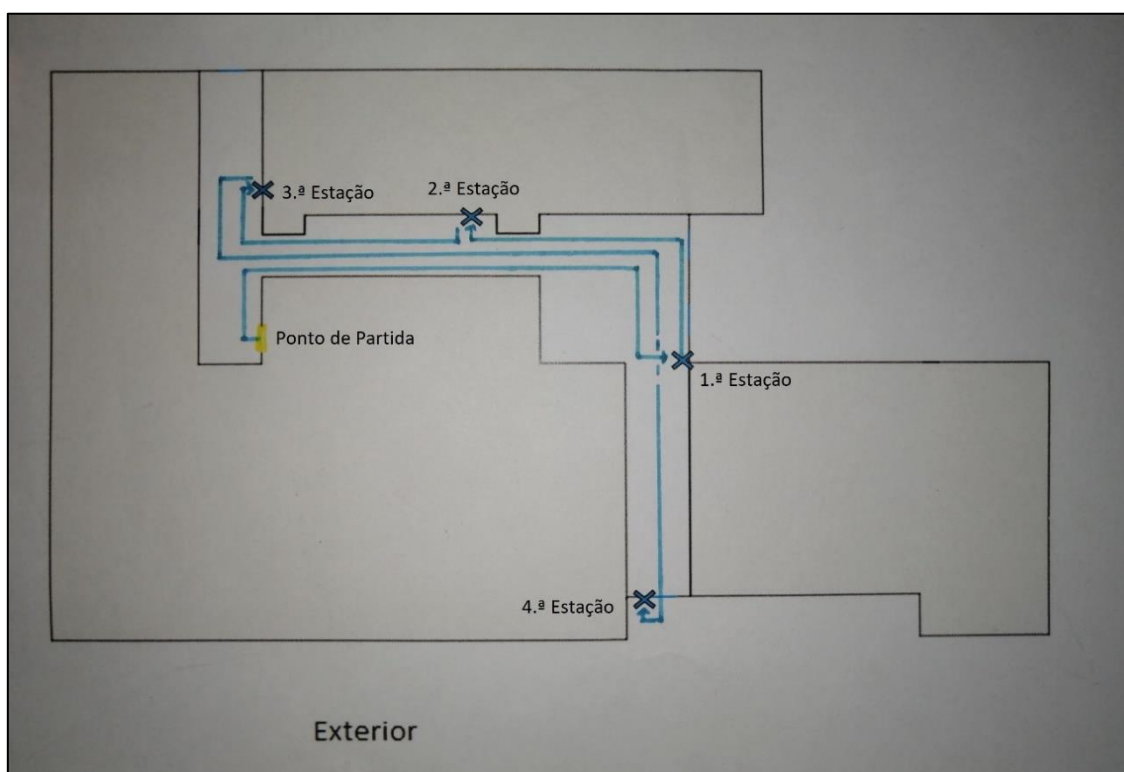 3.ª Estação
2.ª Estação
Ponto de Partida
1.ª Estação
4.ª Estação
Exterior